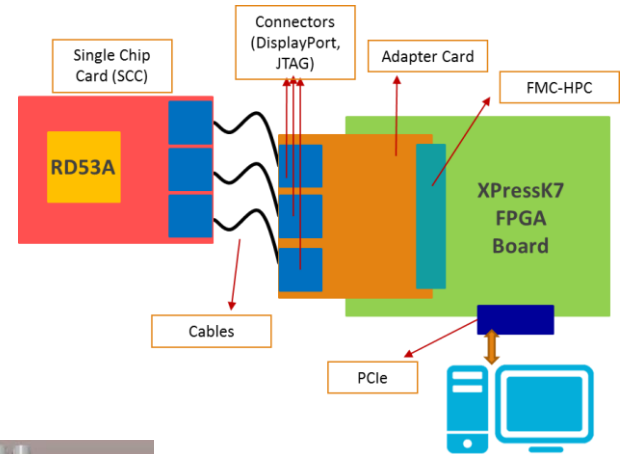 Connectors
(DisplayPort,
JTAG)
Single Chip
Card (SCC)
Adapter Card
FMC-HPC
RD53A
XPressK7
FPGA
Board
Cables
PCIe